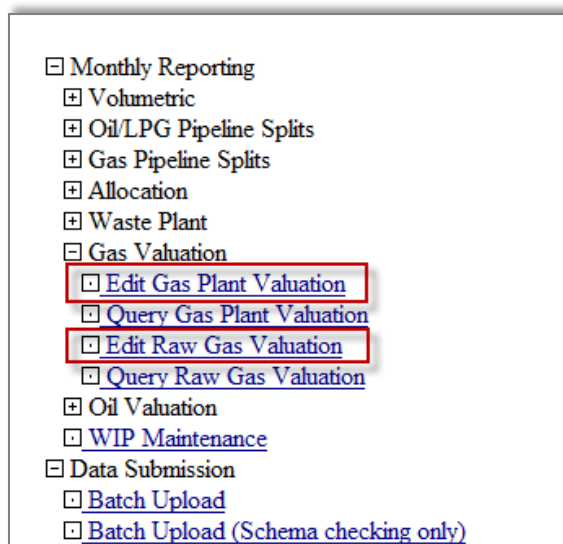 Monthly Reporting
Volumetric
Oil/LPG Pipeline Splits
Gas Pipeline Splits
Allocation
Waste Plant
Gas Valuation
Edit Gas Plant Valuation
Query Gas Plant Valuation
Edit Raw Gas Valuation
Query Raw Gas Valuation
Oil Valuation
WIP Maintenance
Data Submission
Batch Upload
Batch Upload (Schema checking only)